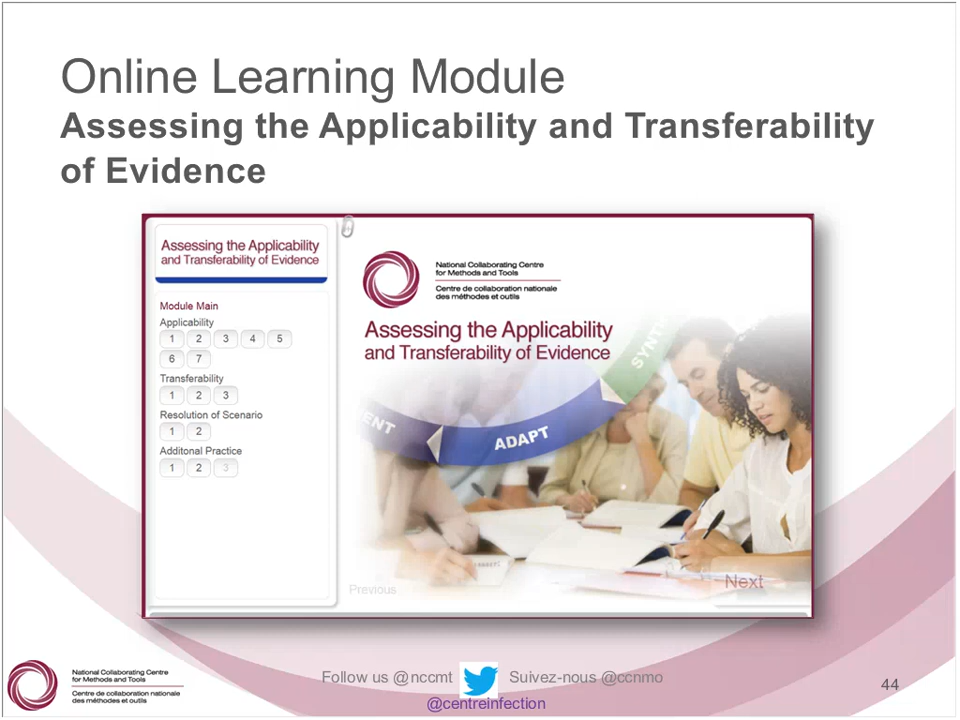 Online Learning Module
Assessing the Applicability and Transferability
of Evidence
Assessing the Applicability
and Transferability of Evidence
Module Main
Applicability
1 2 3 4 5
6 7
Transferability
1 2 3
Resolution of Scenario
1 2
Additonal Practice
1 2 3
National Collaborating Centre
for Methods and Tools
Centre de collaboration nationale
des méthodes et outils
Assessing the Applicability
and Transferability of Evidence
ADAPT
Previous
Next
National Collaborating Centre
for Methods and Tools
Centre de collaboration nationale
des méthodes et outils
Follow us @nccmt Suivez-nous @ccnmo
@centreinfection
44